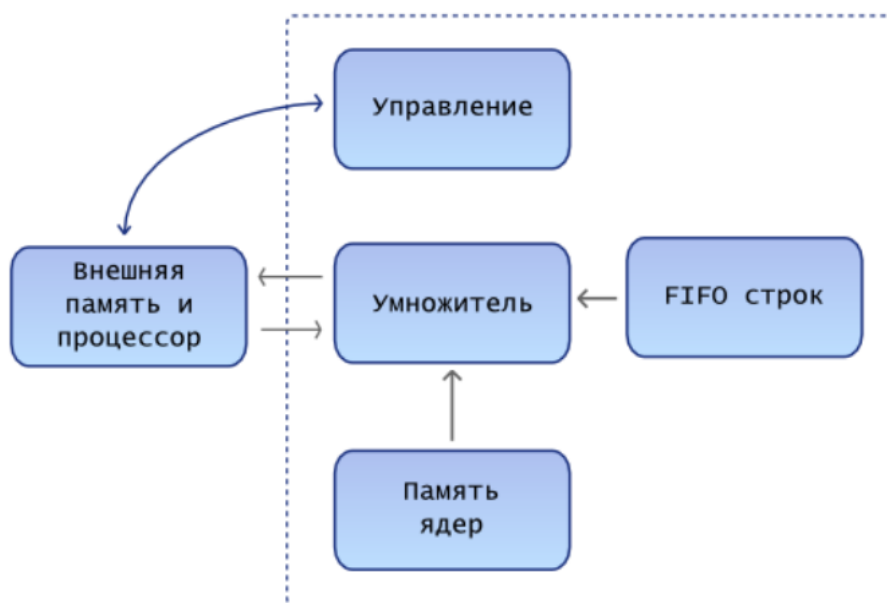 Управление
Внешняя
память и
процессор
Умножитель
FIFO строк
Память
ядер